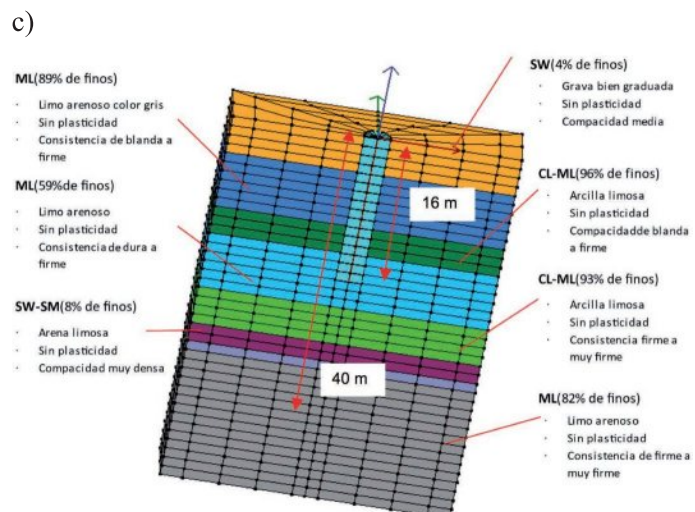 c)
ML(89% de finos)
· Limo arenoso color gris
· Sin plasticidad
· Consistencia de blanda a
firme
ML(59%de finos)
· Limo arenoso
· Sin plasticidad
· Consistencia de dura a
firme
SW-SM(8% de finos)
· Arena limosa
· Sin plasticidad
· Compacidad muy densa
16 m
40 m
SW(4% de finos)
· Grava bien graduada
· Sin plasticidad
· Compacidad media
CL-ML(96% de finos)
· Arcilla limosa
· Sin plasticidad
· Compacidadde blanda
a firme
CL-ML(93% de finos)
· Arcilla limosa
· Sin plasticidad
· Consistencia firme a
muy firme
ML(82% de finos)
· Limo arenoso
· Sin plasticidad
· Consistencia de firme a
muy firme